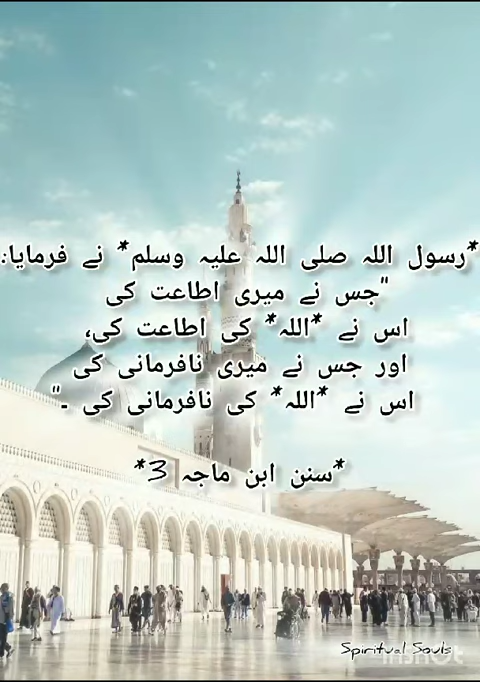 *رسول اللہ صلی اللہ علیہ وسلم* نے فرمایا:
"جس نے میری اطاعت کی
اس نے *اللہ* کی اطاعت کی،
اور جس نے میری نافرمانی کی
اس نے *اللہ* کی نافرمانی کی ۔"
*سنن ابن ماجہ 3*
Spiritual Souls
InShot